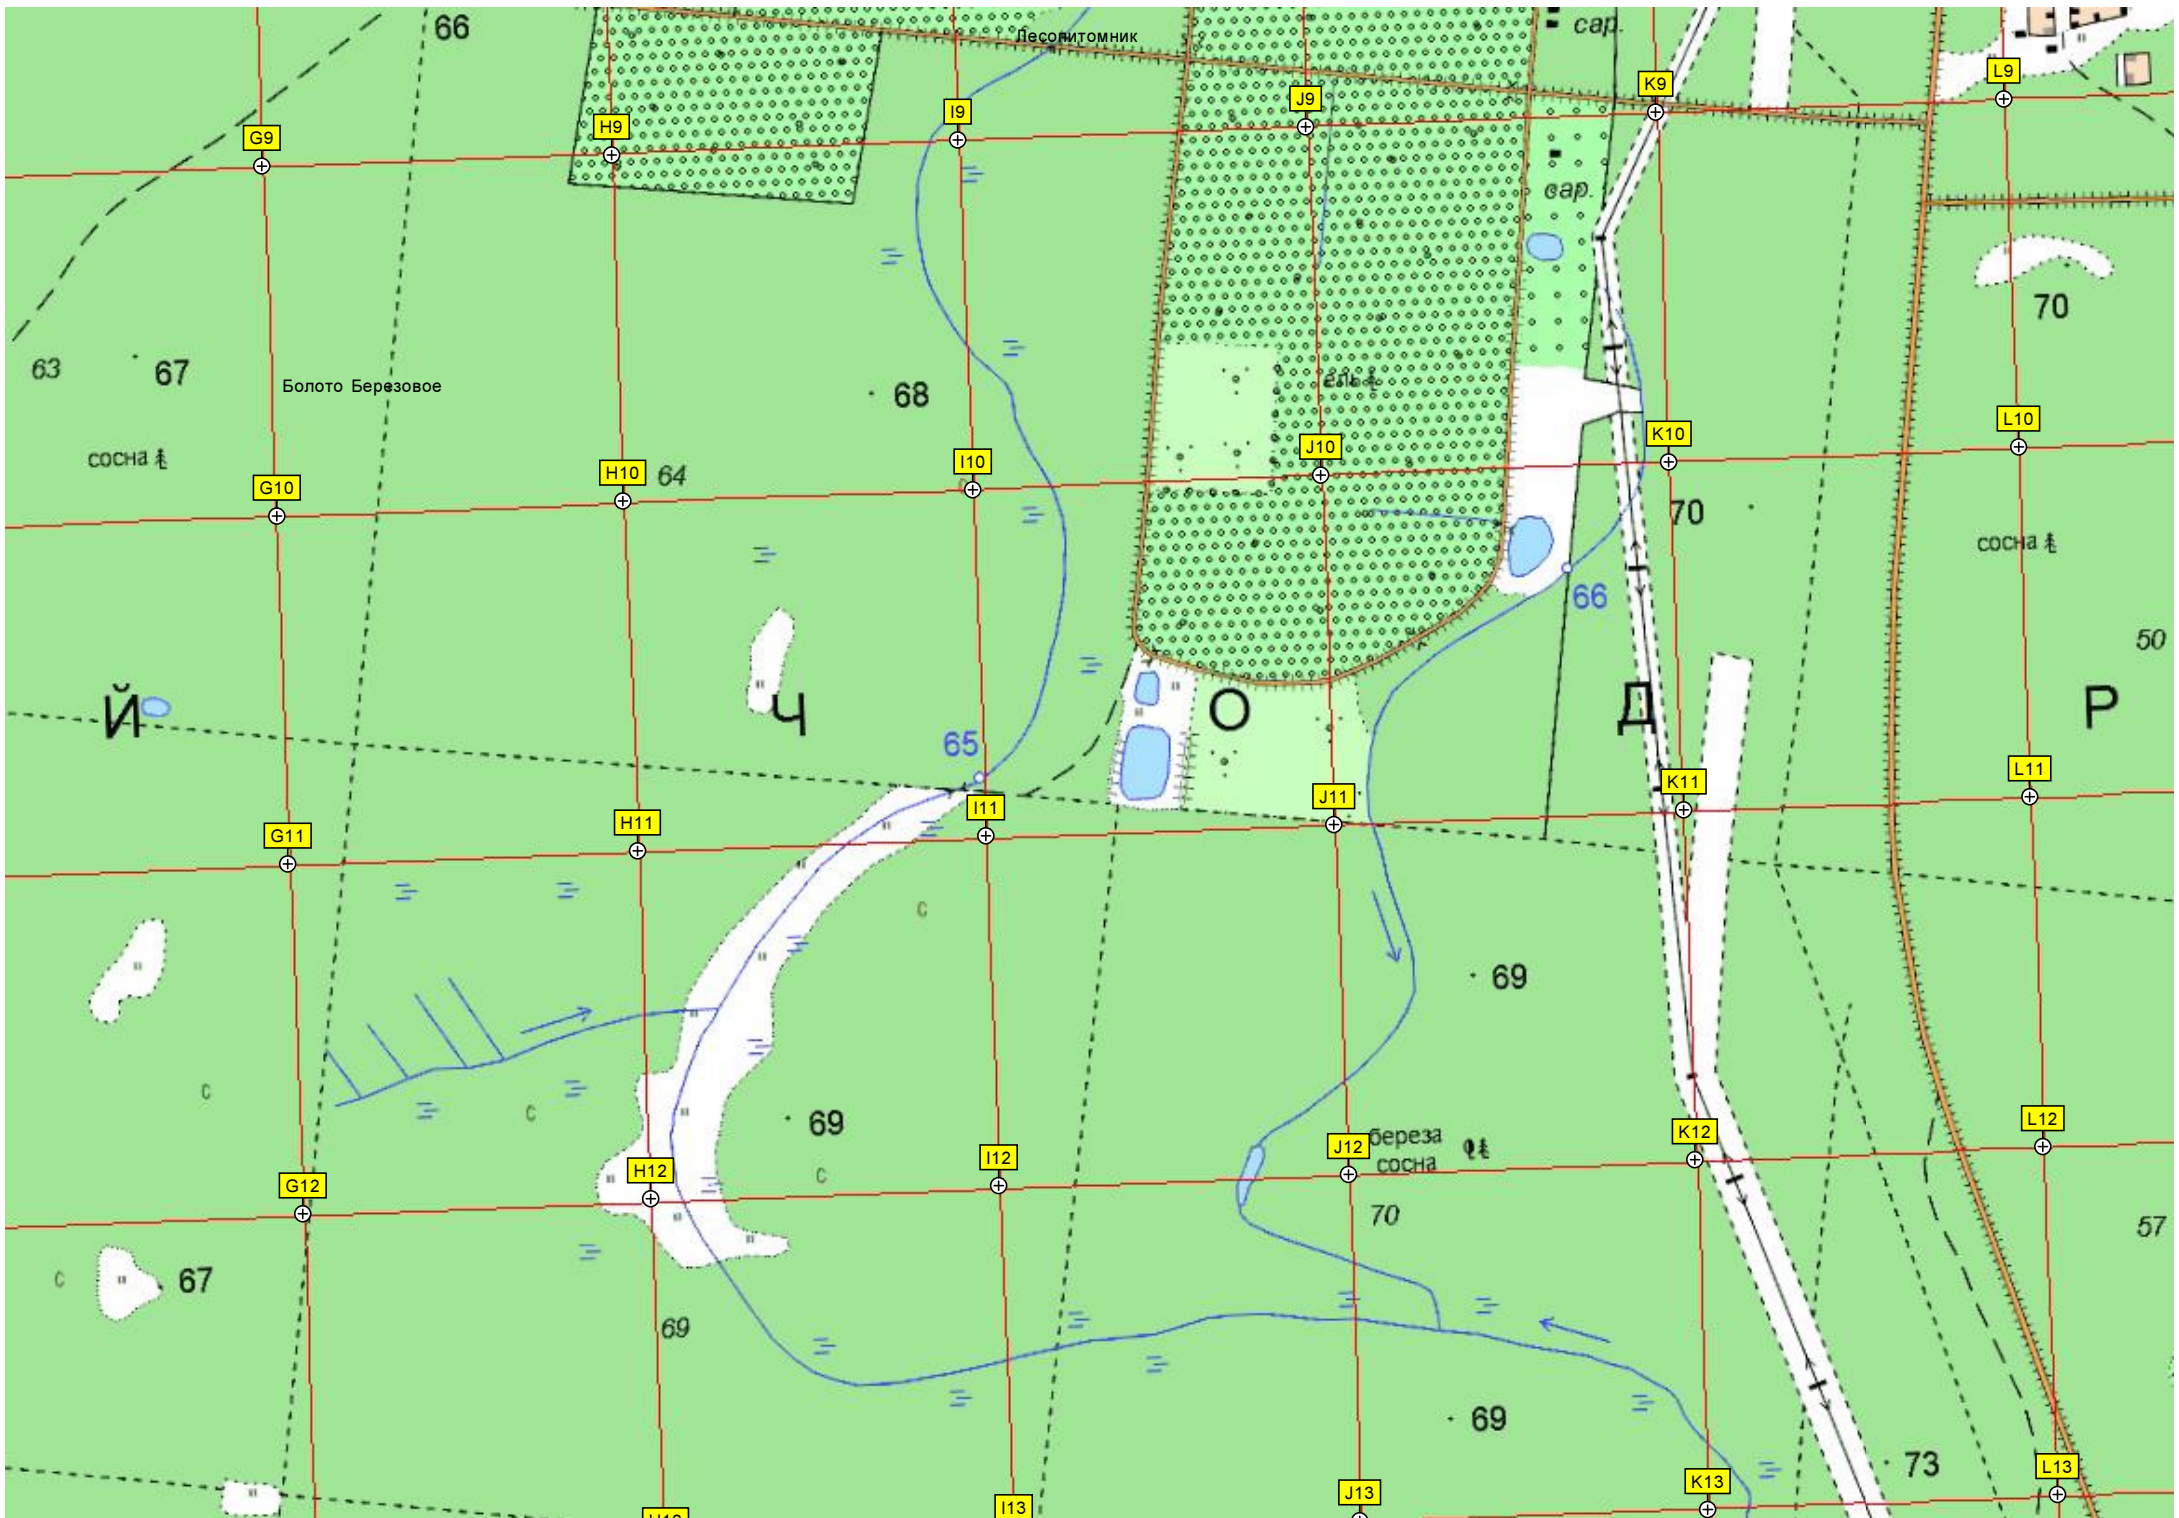 66
Лесопитомник
сар.
L9
K9
J9
I9
H9
G9
сар.
70
63
67
Болото Березовое
68
ель
L10
K10
J10
I10
H10
G10
сосна
64
с
70
сосна
66
50
Й
Ч
О
Д
Р
65
L11
K11
J11
I11
H11
G11
с
69
с
с
69
береза
сосна
L12
K12
J12
I12
H12
G12
с
70
57
с
67
69
69
73
L13
K13
J13
I13